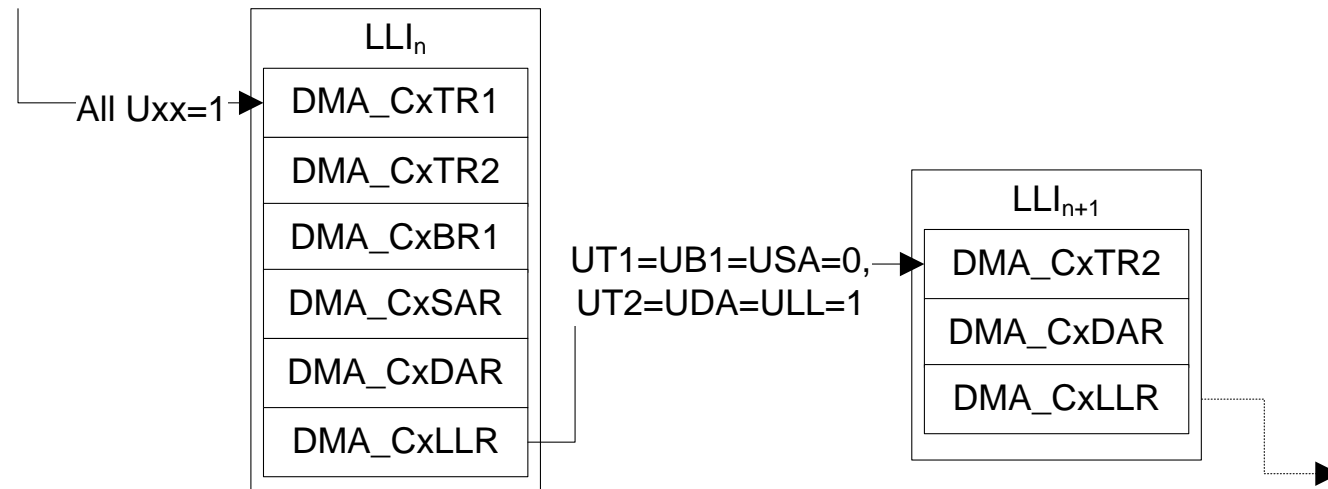 LLIₙ
All Uxx=1
DMA_CxTR1
DMA_CxTR2
DMA_CxBR1
DMA_CxSAR
DMA_CxDAR
DMA_CxLLR
UT1=UB1=USA=0,
UT2=UDA=ULL=1
LLIₙ₊₁
DMA_CxTR2
DMA_CxDAR
DMA_CxLLR